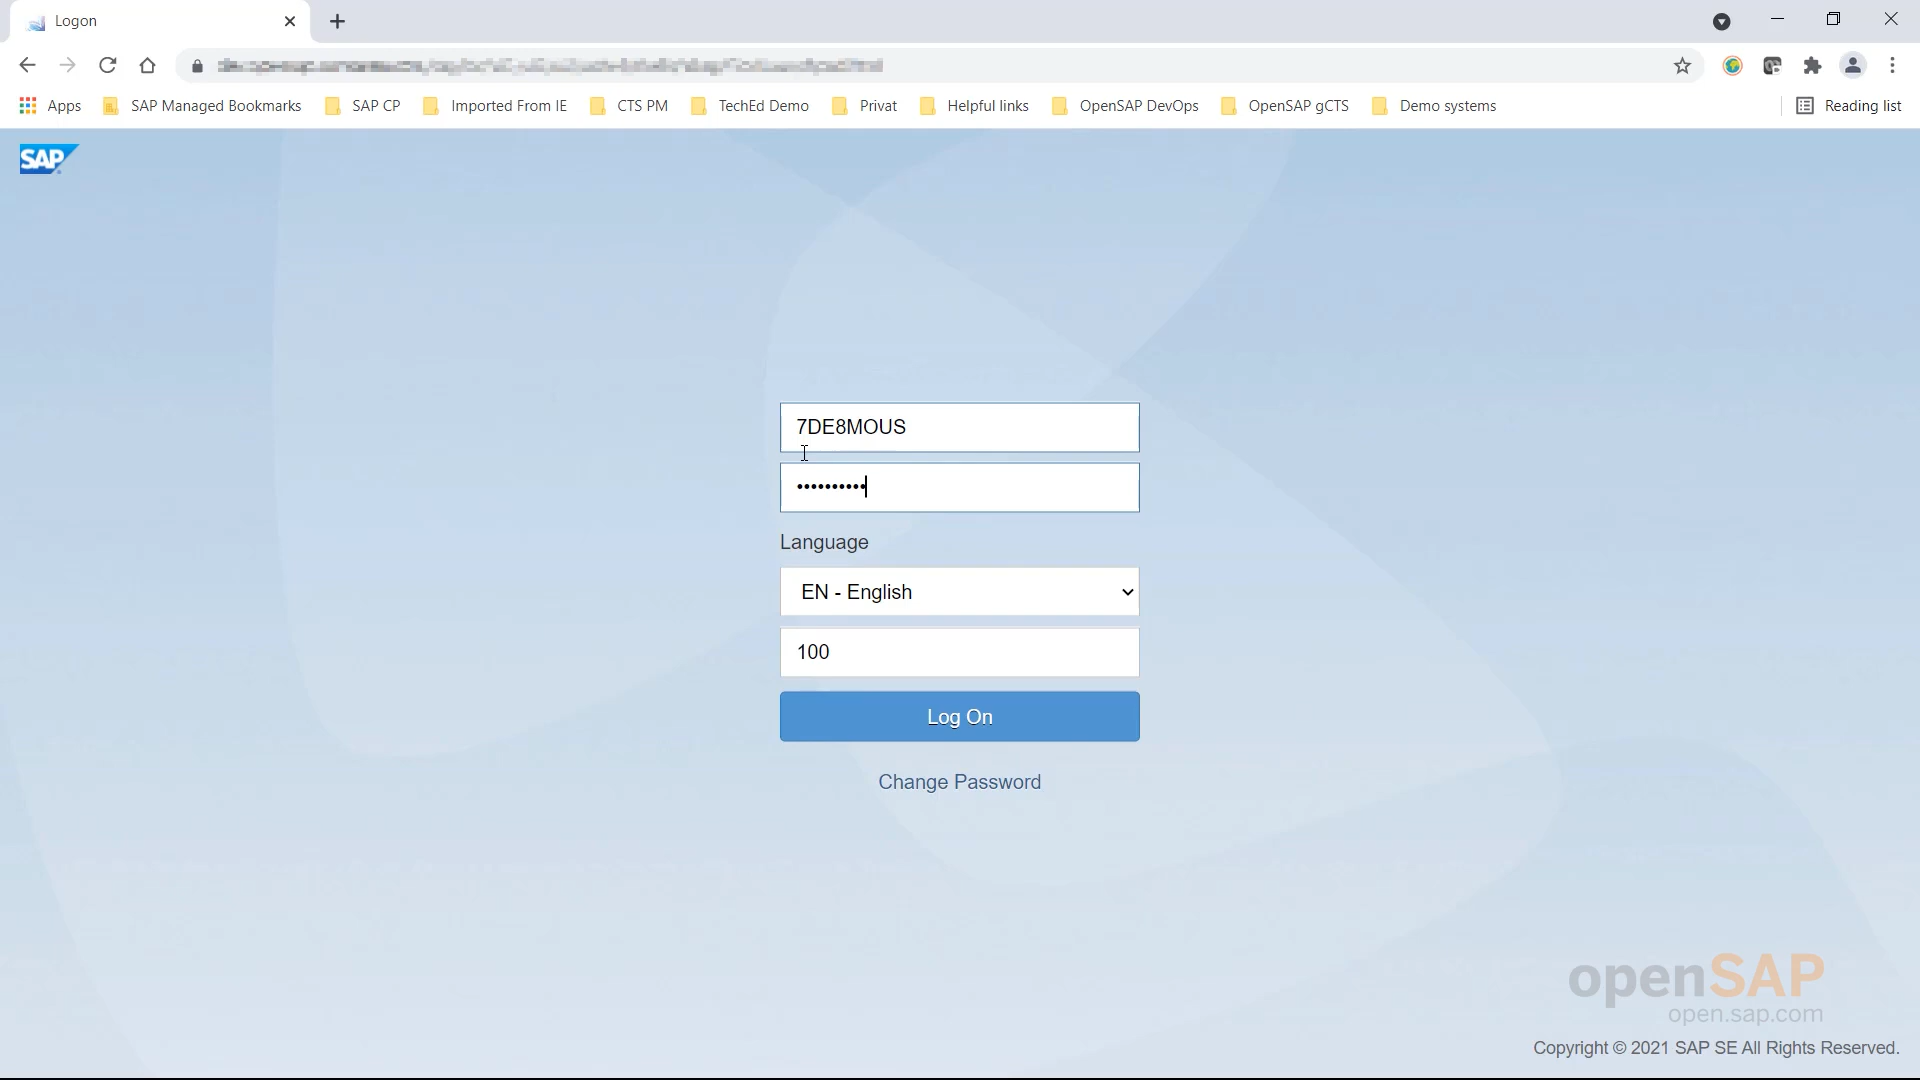 Logon
Apps SAP Managed Bookmarks SAP CP Imported From IE CTS PM TechEd Demo Privat Helpful links OpenSAP DevOps OpenSAP gCTS Demo systems Reading list
SAP
7DE8MOUS
••••••••••
Language
EN - English
100
Log On
Change Password
openSAP
open.sap.com
Copyright © 2021 SAP SE All Rights Reserved.